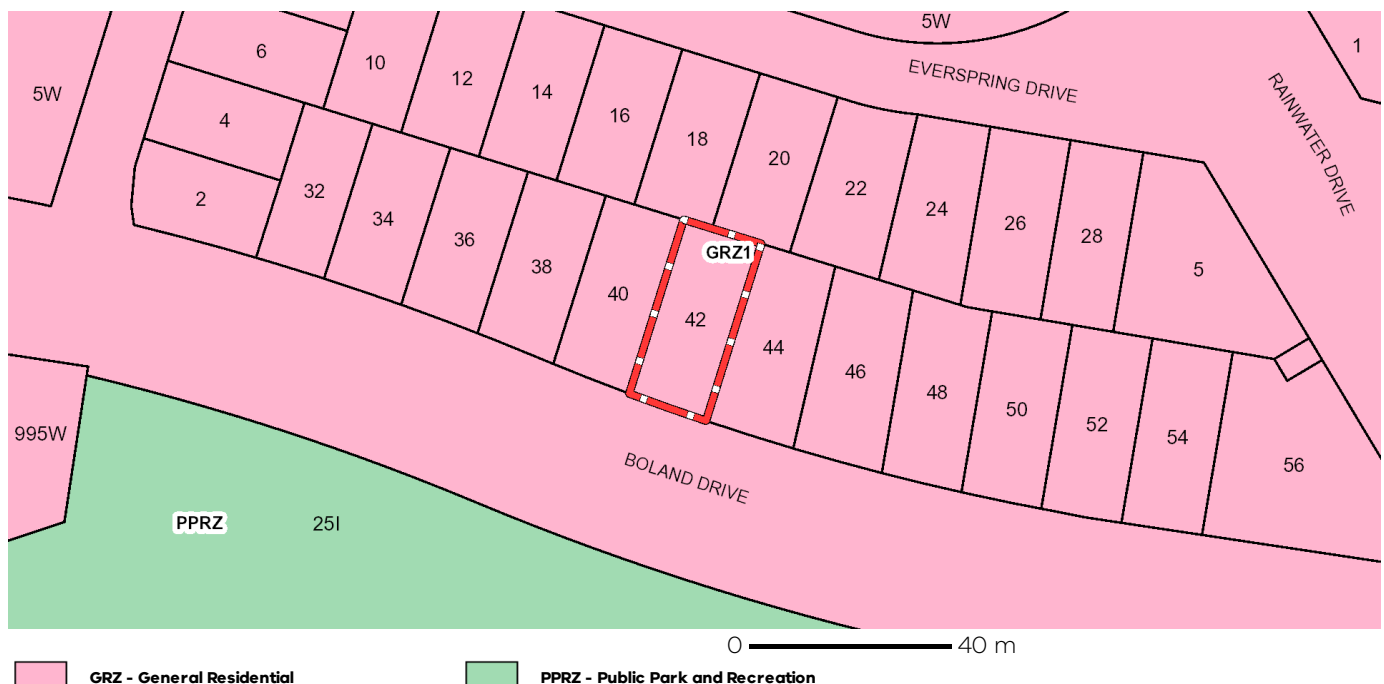 5W
1
6
10
EVERSPRING DRIVE
12
14
5W
RAINWATER DRIVE
16
4
18
20
22
2
32
24
34
26
28
36
GRZ1
38
5
40
42
44
46
48
50
52
54
995W
56
BOLAND DRIVE
PPRZ
25I
0 40 m
GRZ - General Residential
PPRZ - Public Park and Recreation